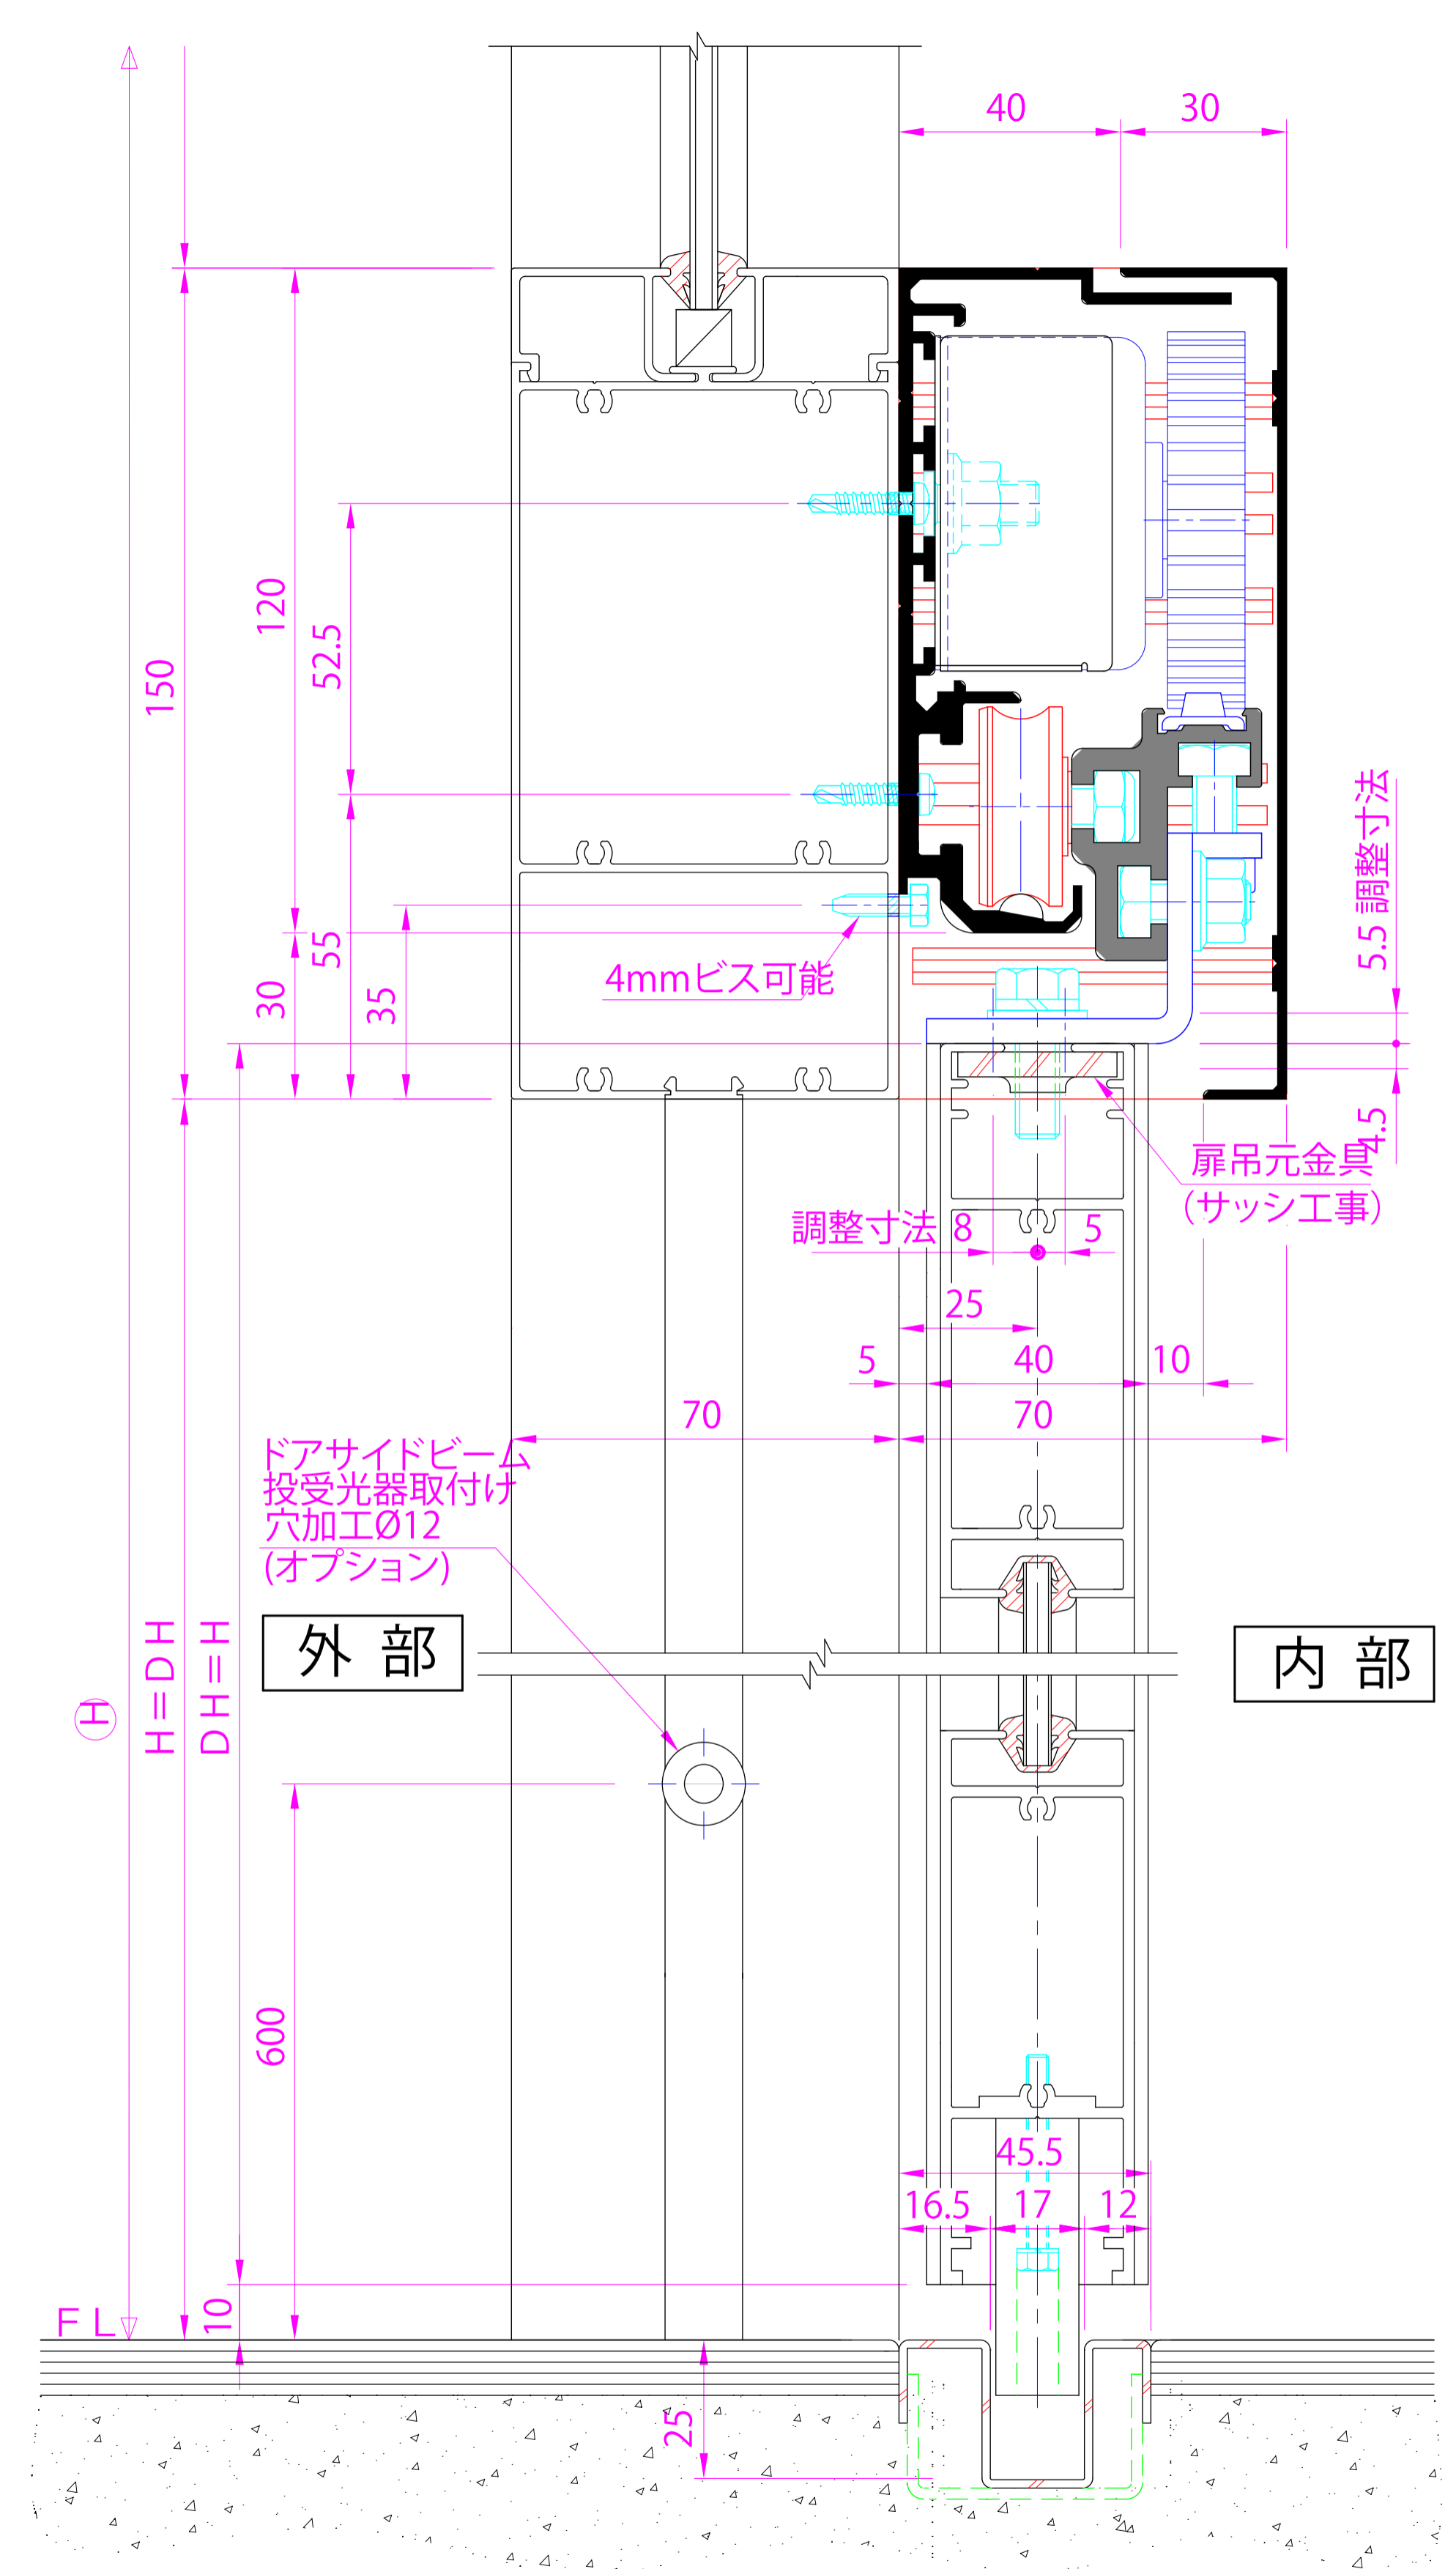 40
30
150
120
52.5
55
30
35
4mmビス可能
5.5 調整寸法
4.5
扉吊元金具
(サッシ工事)
調整寸法 8
5
25
5
40
10
70
70
ドアサイドビーム
投受光器取付け
穴加工Ø12
(オプション)
外 部
内 部
H
H=DH
DH=H
600
45.5
16.5
17
12
10
FL
25